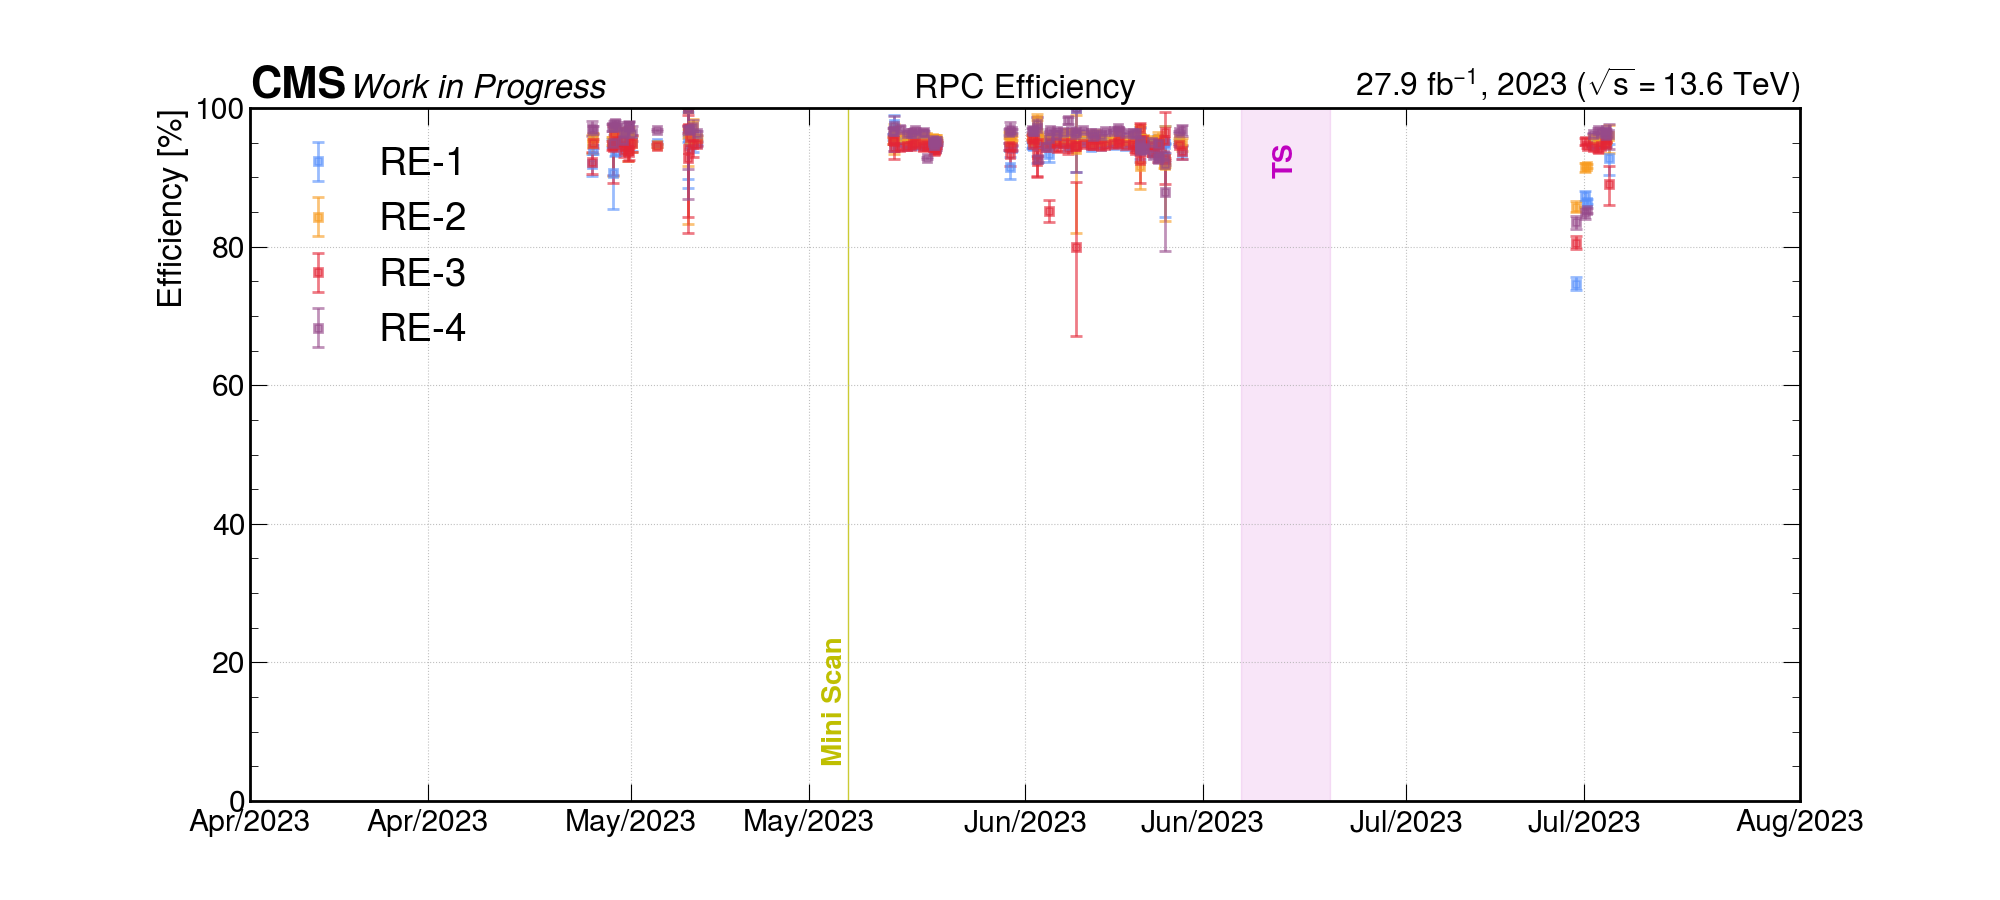 CMS Work in Progress RPC Efficiency 27.9 fb⁻¹, 2023 (√s = 13.6 TeV)
Efficiency [%]
100
80
60
40
20
0
RE-1
RE-2
RE-3
RE-4
Mini Scan
TS
Apr/2023 Apr/2023 May/2023 May/2023 Jun/2023 Jun/2023 Jul/2023 Jul/2023 Aug/2023